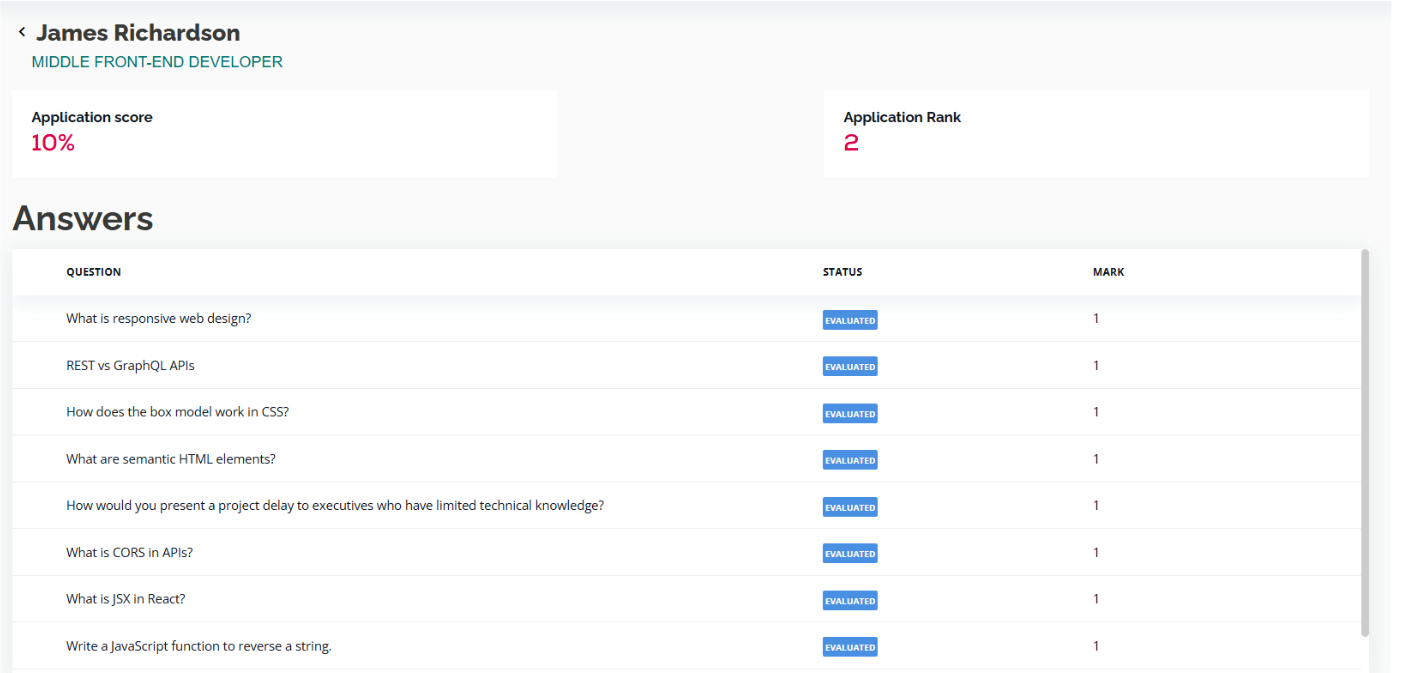 James Richardson
MIDDLE FRONT-END DEVELOPER
Application score
10%
Application Rank
2
Answers
QUESTION STATUS MARK
What is responsive web design? EVALUATED 1
REST vs GraphQL APIs EVALUATED 1
How does the box model work in CSS? EVALUATED 1
What are semantic HTML elements? EVALUATED 1
How would you present a project delay to executives who have limited technical knowledge? EVALUATED 1
What is CORS in APIs? EVALUATED 1
What is JSX in React? EVALUATED 1
Write a JavaScript function to reverse a string. EVALUATED 1